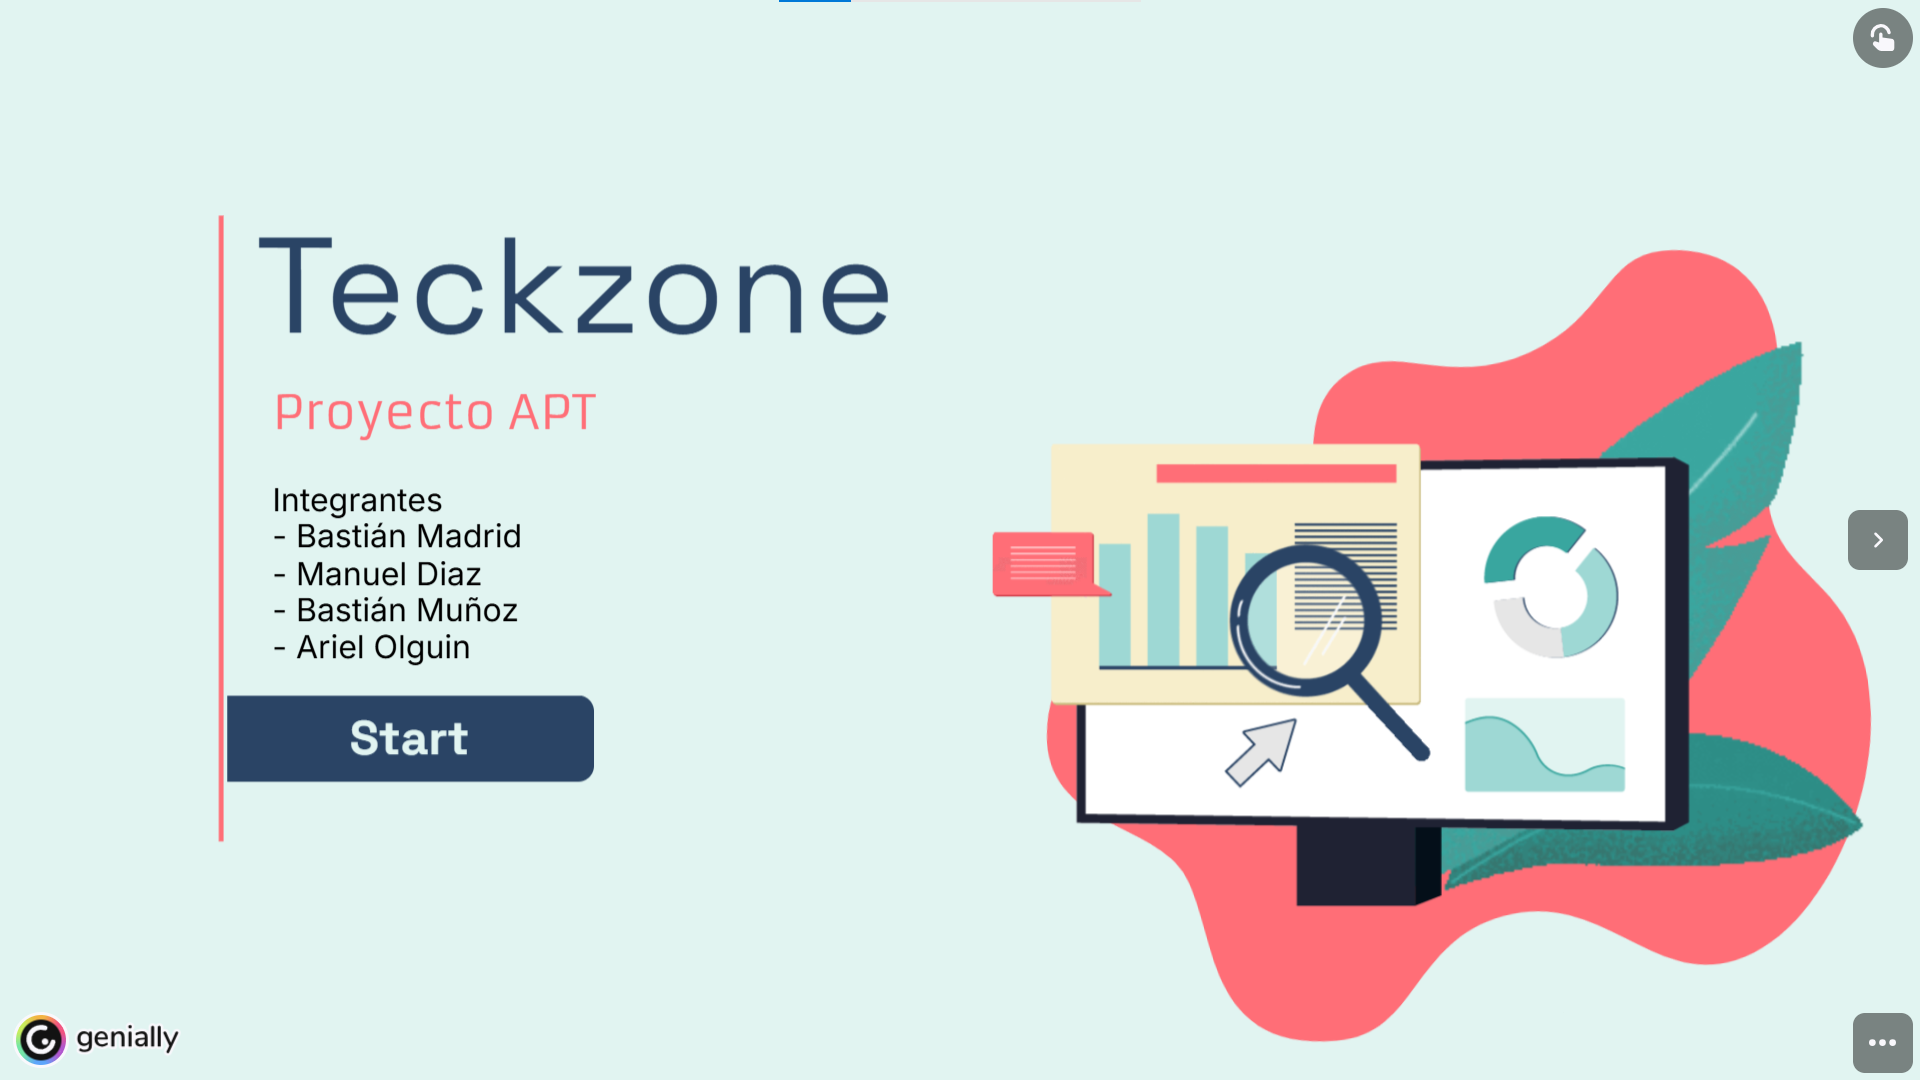 Teckzone
Proyecto APT
Integrantes
- Bastián Madrid
- Manuel Diaz
- Bastián Muñoz
- Ariel Olguin
Start
genially